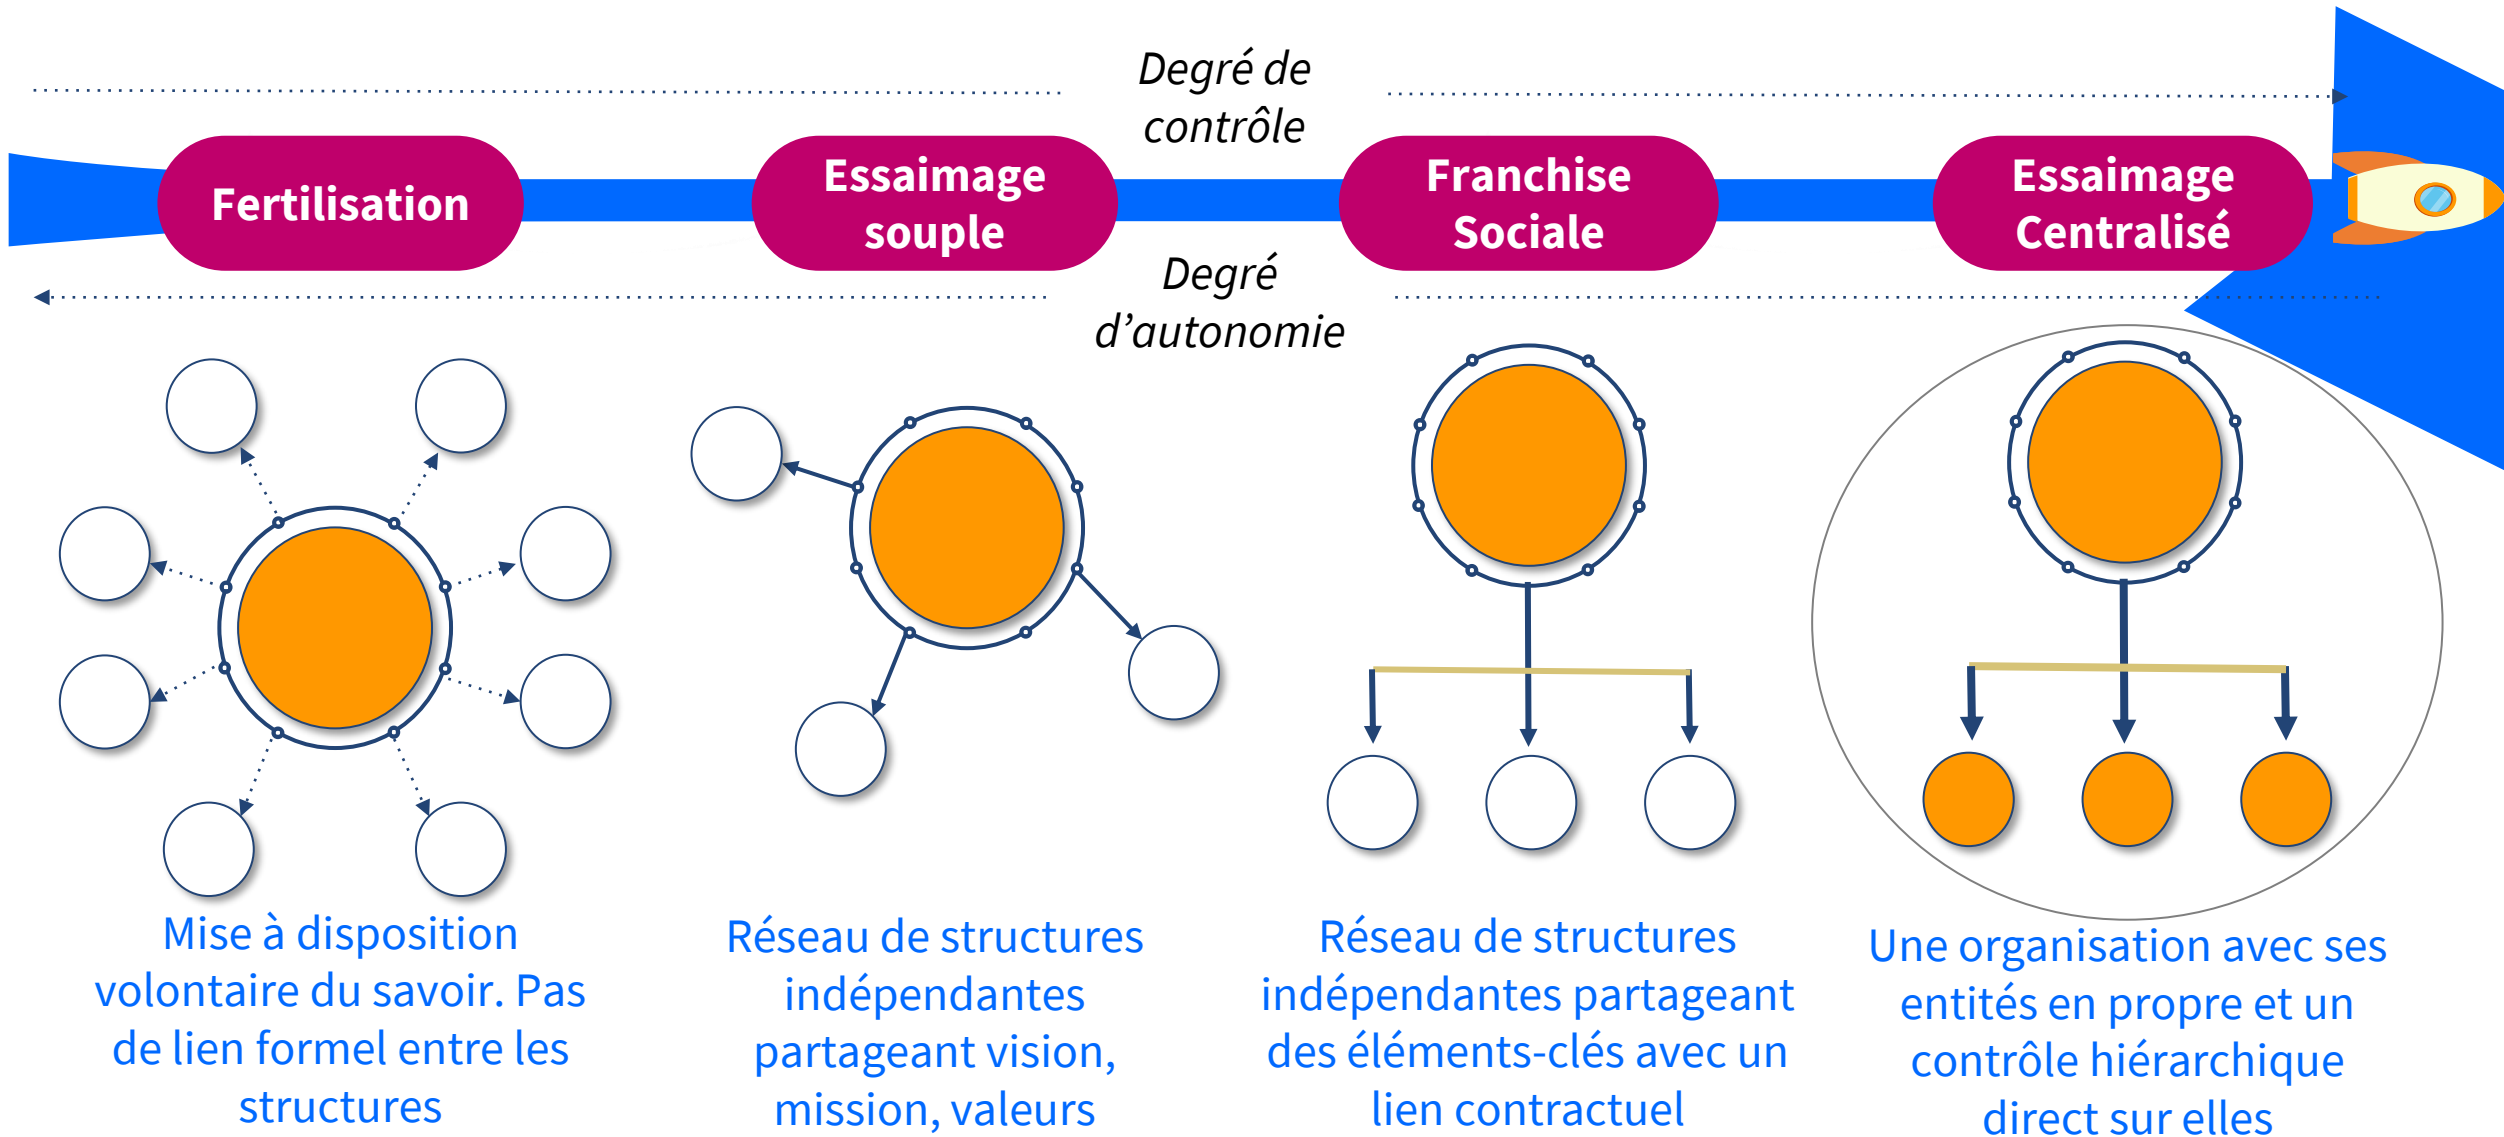 Degré de
contrôle
Fertilisation
Essaimage
souple
Franchise
Sociale
Essaimage
Centralisé
Degré
d’autonomie
Mise à disposition
volontaire du savoir. Pas
de lien formel entre les
structures
Réseau de structures
indépendantes
partageant vision,
mission, valeurs
Réseau de structures
indépendantes partageant
des éléments-clés avec un
lien contractuel
Une organisation avec ses
entités en propre et un
contrôle hiérarchique
direct sur elles